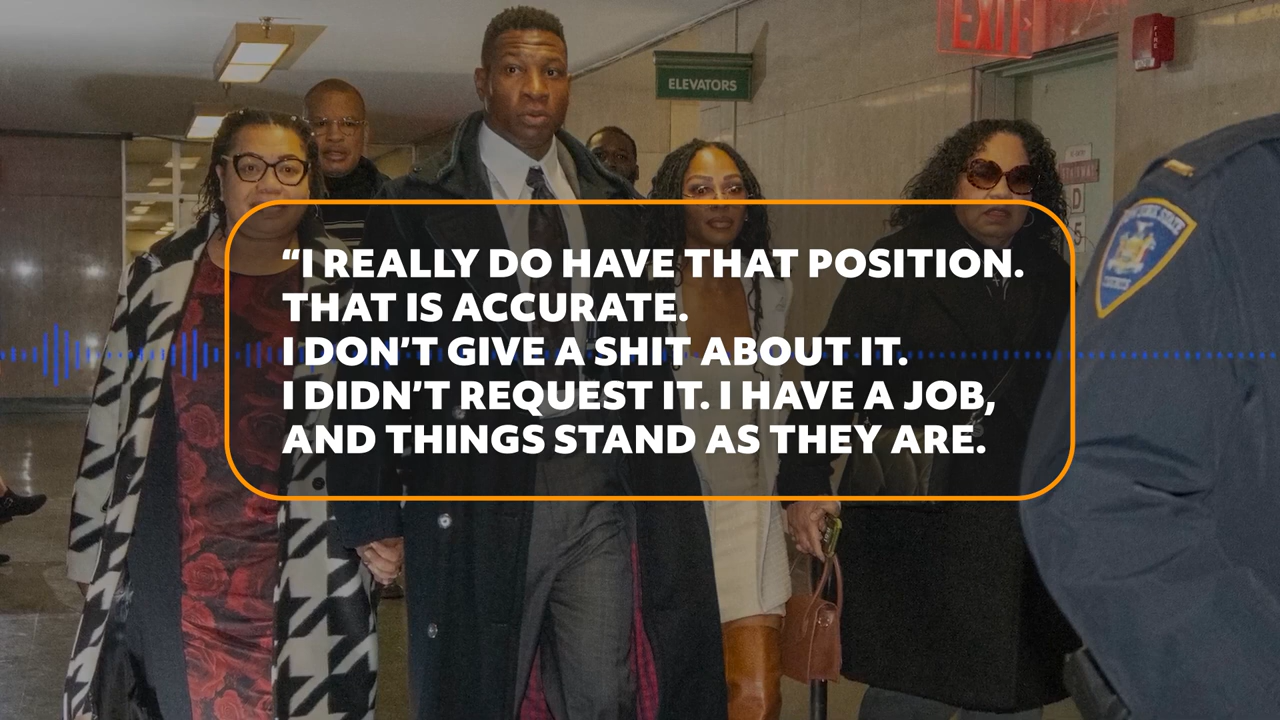 EXIT
FIRE
ELEVATORS
“I REALLY DO HAVE THAT POSITION.
THAT IS ACCURATE.
I DON’T GIVE A SHIT ABOUT IT.
I DIDN’T REQUEST IT. I HAVE A JOB,
AND THINGS STAND AS THEY ARE.